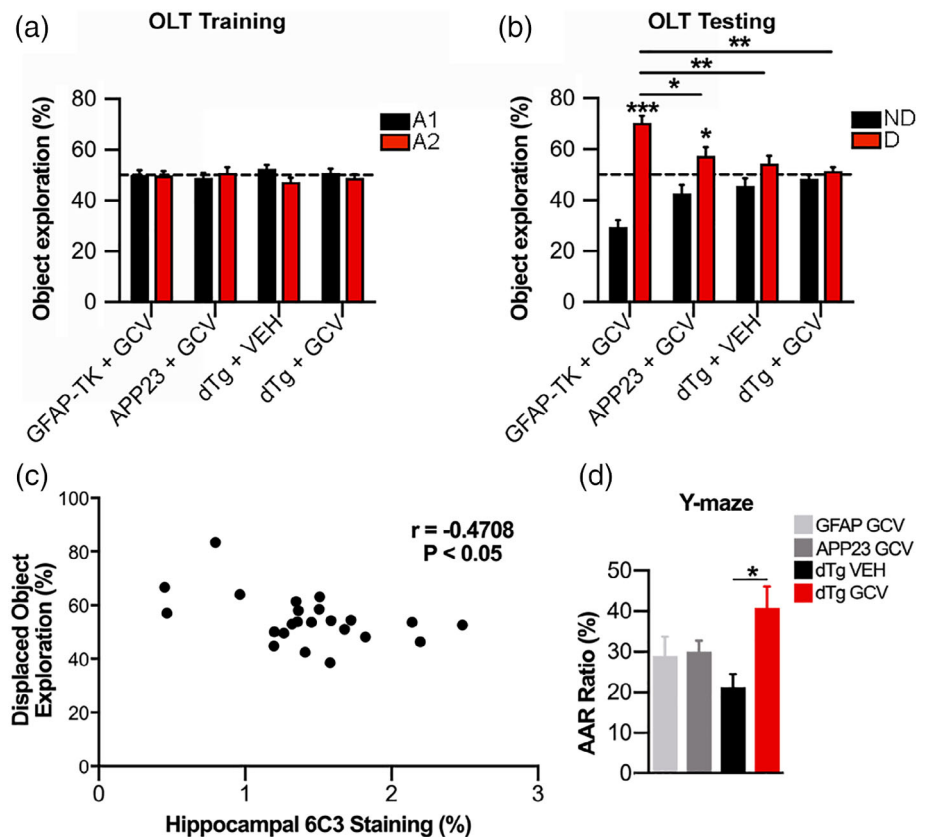 (a)
OLT Training
Object exploration (%)
80
60
40
20
0
A1
A2
GFAP-TK + GCV
APP23 + GCV
dTg + VEH
dTg + GCV
(b)
OLT Testing
**
**
*
***
*
Object exploration (%)
80
60
40
20
0
ND
D
GFAP-TK + GCV
APP23 + GCV
dTg + VEH
dTg + GCV
(c)
Displaced Object
Exploration (%)
100
80
60
40
20
0
r = -0.4708
P < 0.05
0
1
2
3
Hippocampal 6C3 Staining (%)
(d)
Y-maze
GFAP GCV
APP23 GCV
dTg VEH
dTg GCV
*
AAR Ratio (%)
50
40
30
20
10
0